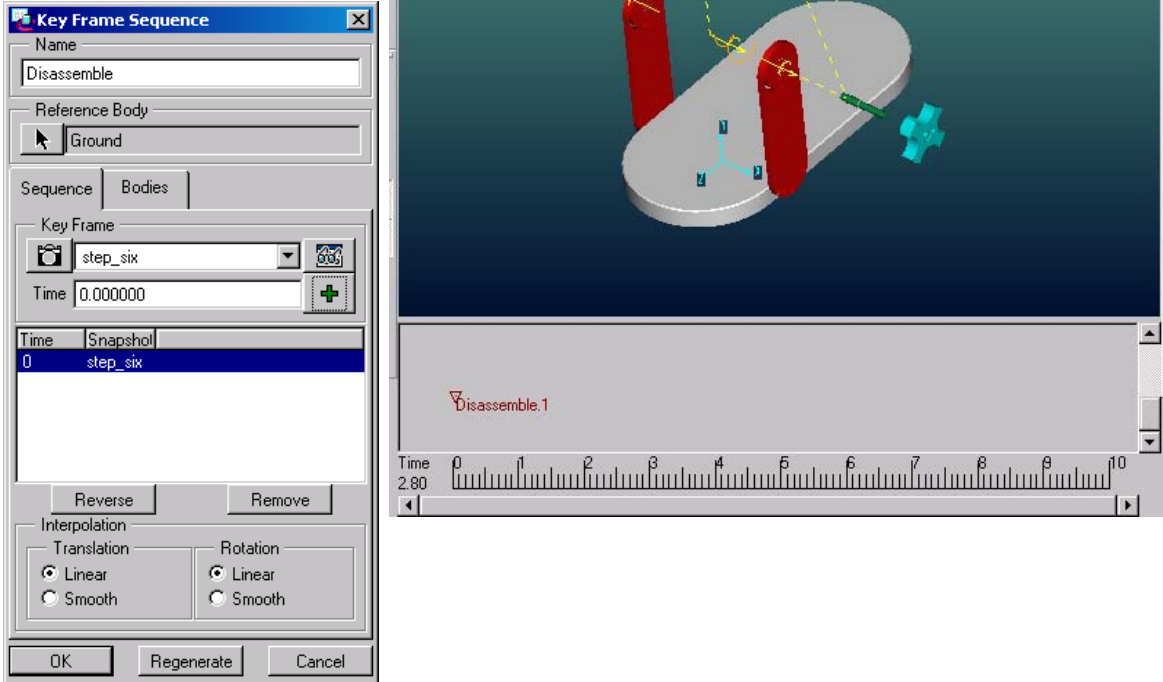 Key Frame Sequence
Name
Disassemble
Reference Body
Ground
Sequence Bodies
Key Frame
step_six
Time 0.000000
Time Snapshot
0 step_six
Reverse Remove
Interpolation
Translation Rotation
Linear Linear
Smooth Smooth
OK Regenerate Cancel
Disassemble.1
Time 0 1 2 3 4 5 6 7 8 9 10
2.80